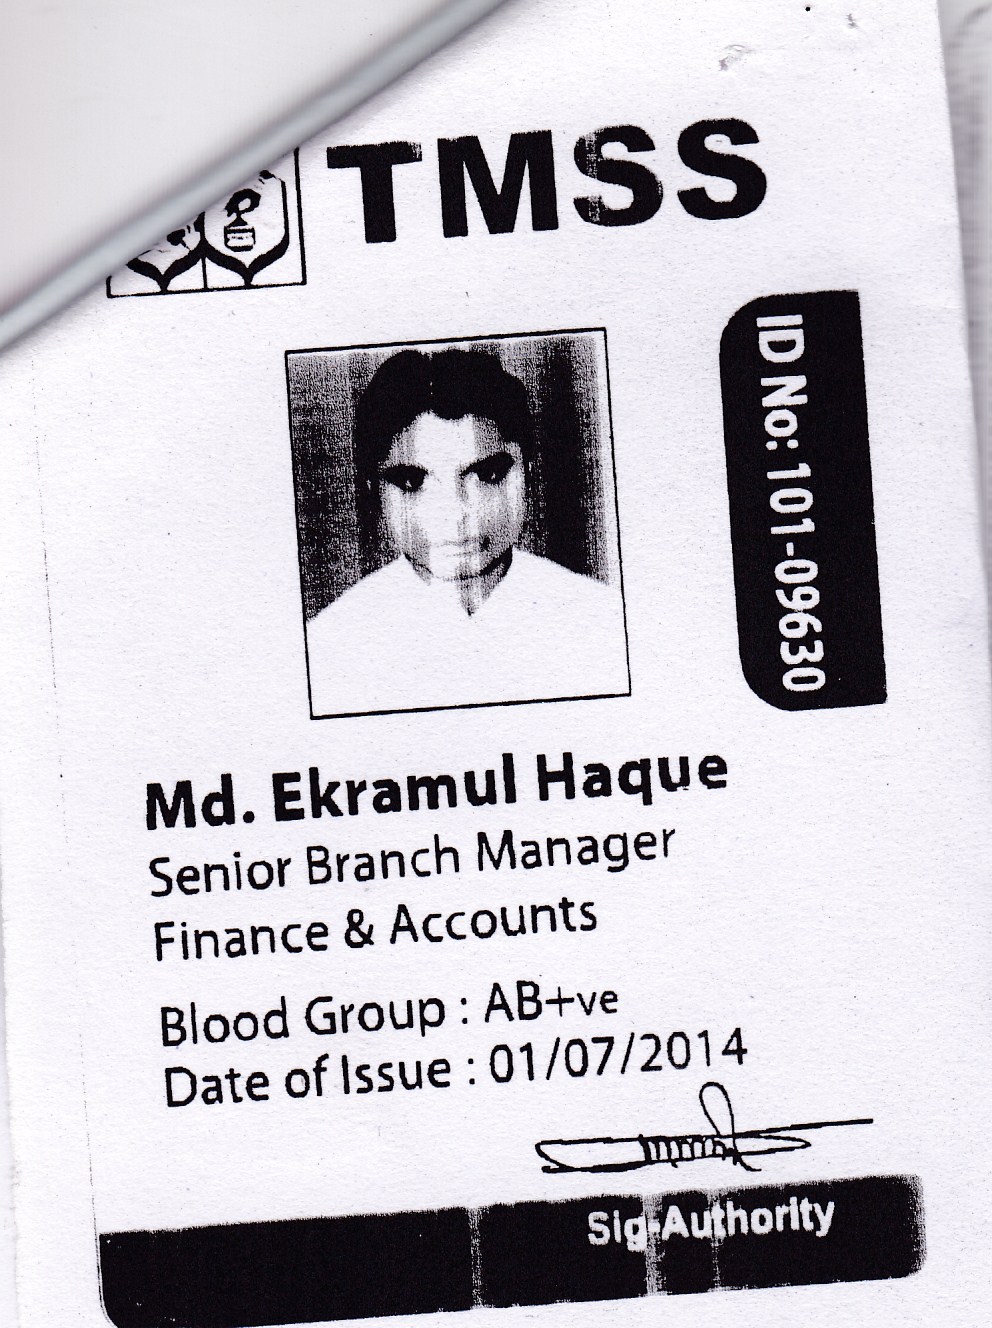 TMSS
ID No: 101-09630
Md. Ekramul Haque
Senior Branch Manager
Finance & Accounts
Blood Group : AB+ve
Date of Issue : 01/07/2014
Sig-Authority